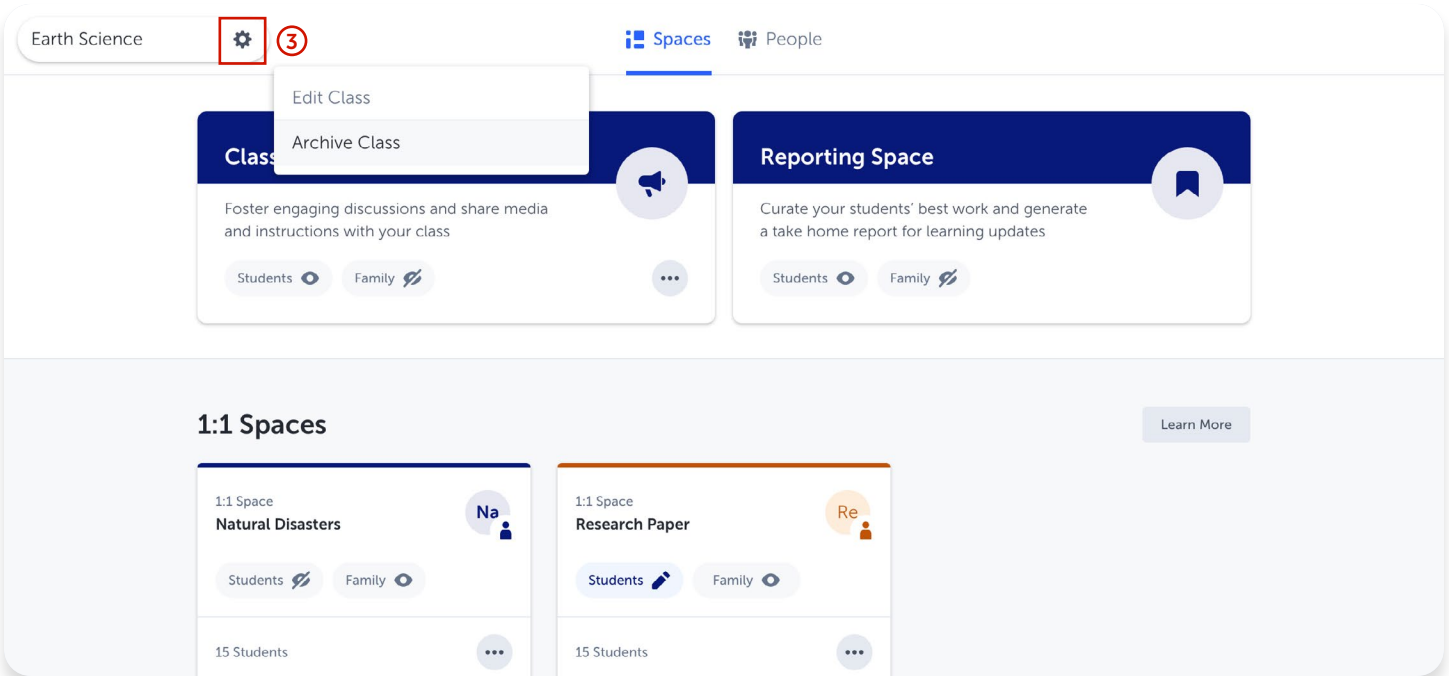 Earth Science
3
Spaces
People
Edit Class
Archive Class
Class
Foster engaging discussions and share media
and instructions with your class
Students
Family
Reporting Space
Curate your students' best work and generate
a take home report for learning updates
Students
Family
1:1 Spaces
Learn More
1:1 Space
Natural Disasters
Na
Students
Family
15 Students
1:1 Space
Research Paper
Re
Students
Family
15 Students